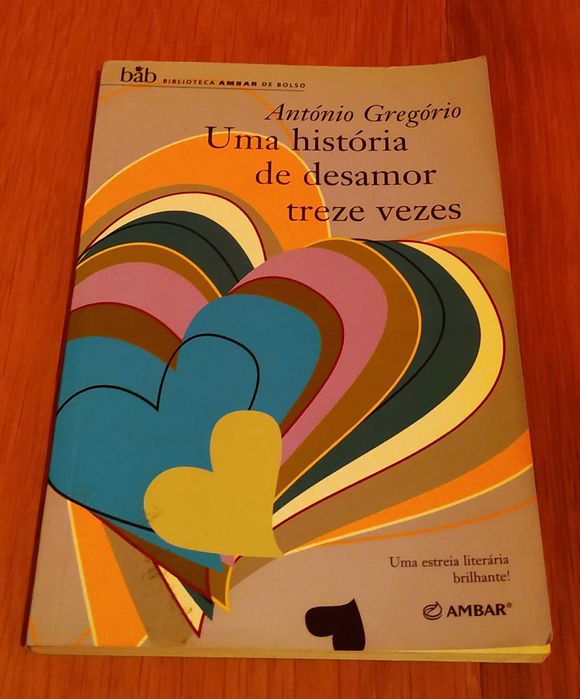 bab BIBLIOTECA AMBAR DE BOLSO
António Gregório
Uma história
de desamor
treze vezes
Uma estreia literária
brilhante!
AMBAR®